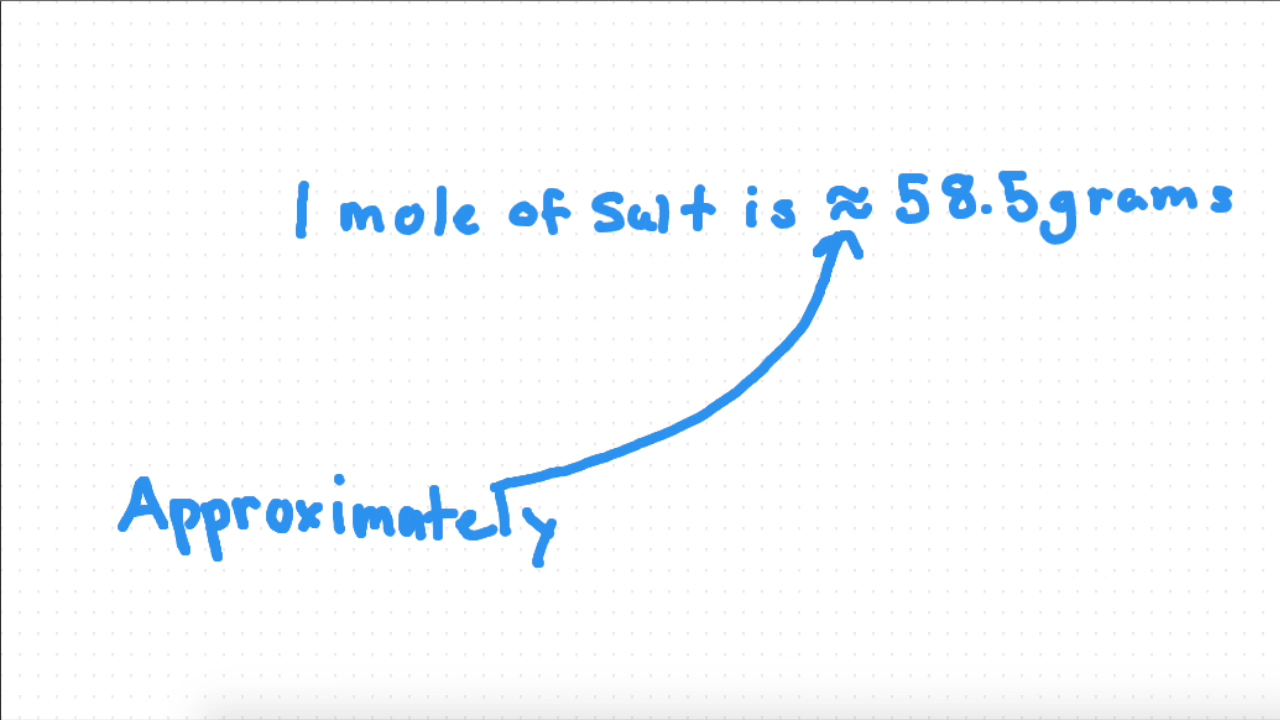 1 mole of salt is ≈ 58.5grams
Approximately